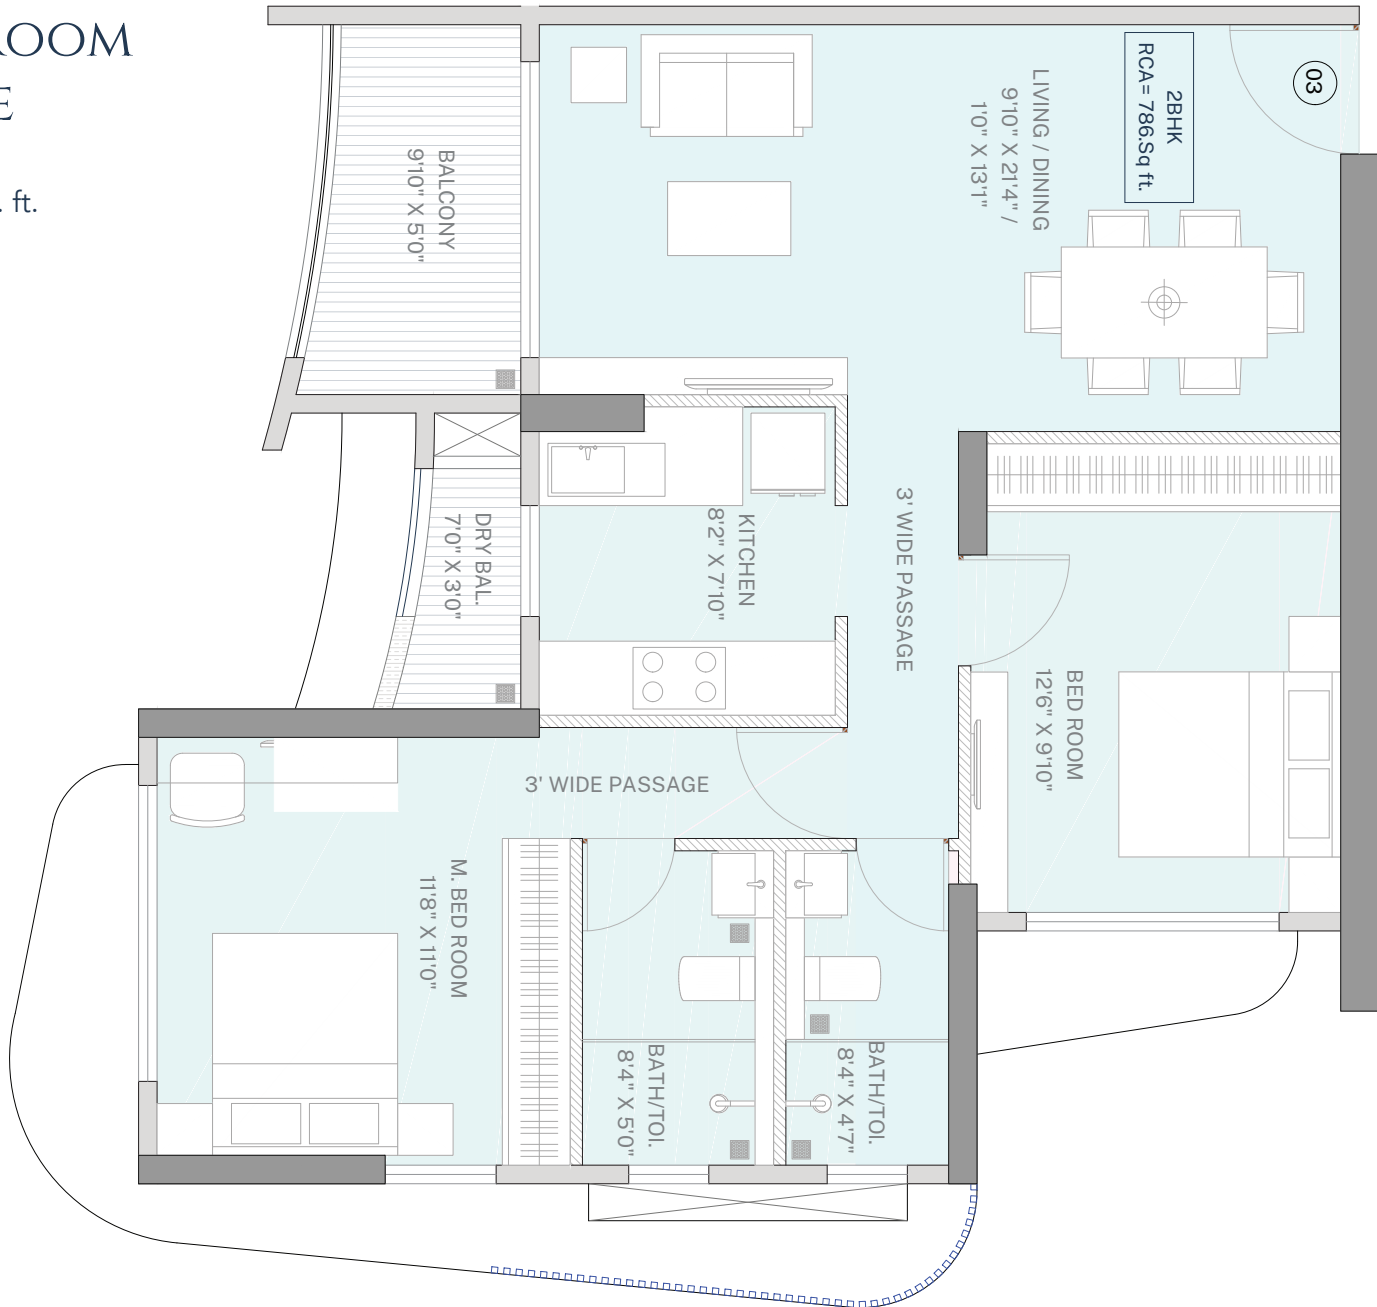 ROOM
E
. ft.
BALCONY
9'10" X 5'0"
LIVING / DINING
9'10" X 21'4" /
1'0" X 13'1"
2BHK
RCA= 786.Sq ft.
03
DRY BAL.
7'0" X 3'0"
KITCHEN
8'2" X 7'10"
3' WIDE PASSAGE
BED ROOM
12'6" X 9'10"
3' WIDE PASSAGE
M. BED ROOM
11'8" X 11'0"
BATH/TOI.
8'4" X 5'0"
BATH/TOI.
8'4" X 4'7"